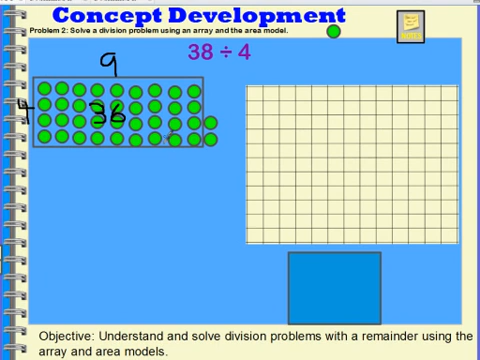 Concept Development
Problem 2: Solve a division problem using an array and the area model.
38 ÷ 4
9
4
36
Objective: Understand and solve division problems with a remainder using the
array and area models.